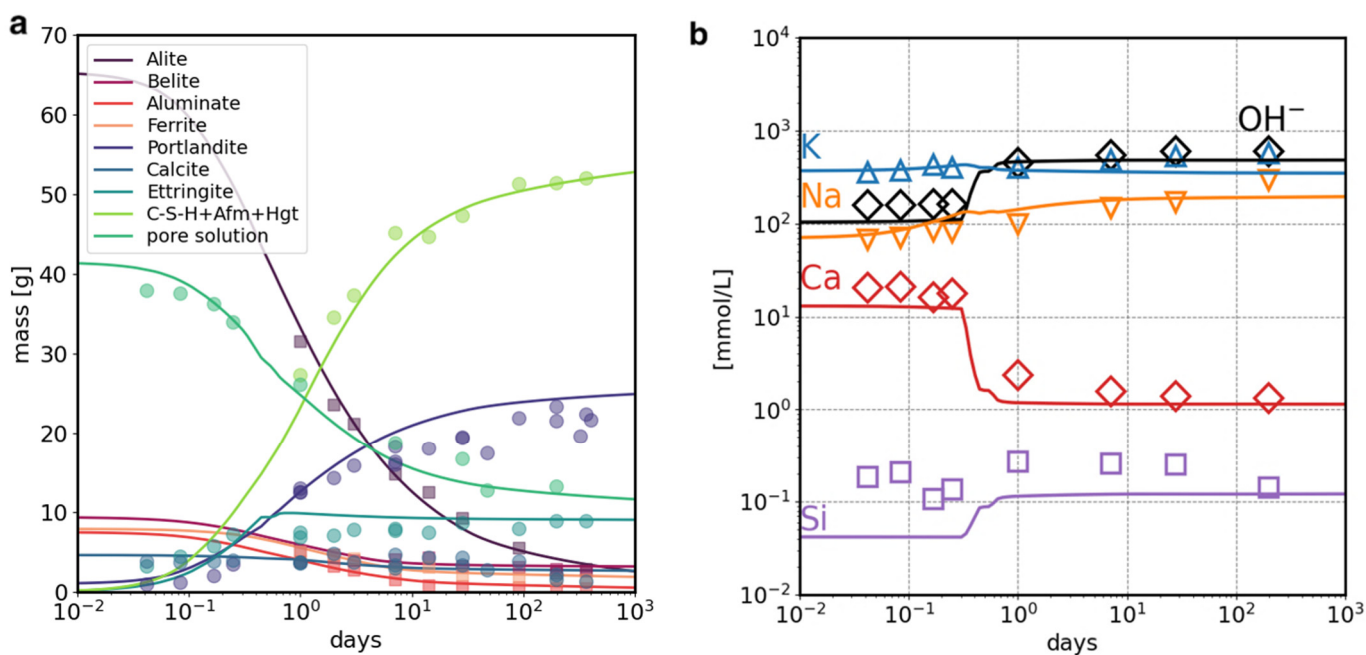 a
70
60
50
40
30
20
10
0
mass [g]
Alite
Belite
Aluminate
Ferrite
Portlandite
Calcite
Ettringite
C-S-H+Afm+Hgt
pore solution
10⁻² 10⁻¹ 10⁰ 10¹ 10² 10³
days
b
10⁴
10³
10²
10¹
10⁰
10⁻¹
10⁻²
[mmol/L]
OH⁻
K
Na
Ca
Si
10⁻² 10⁻¹ 10⁰ 10¹ 10² 10³
days